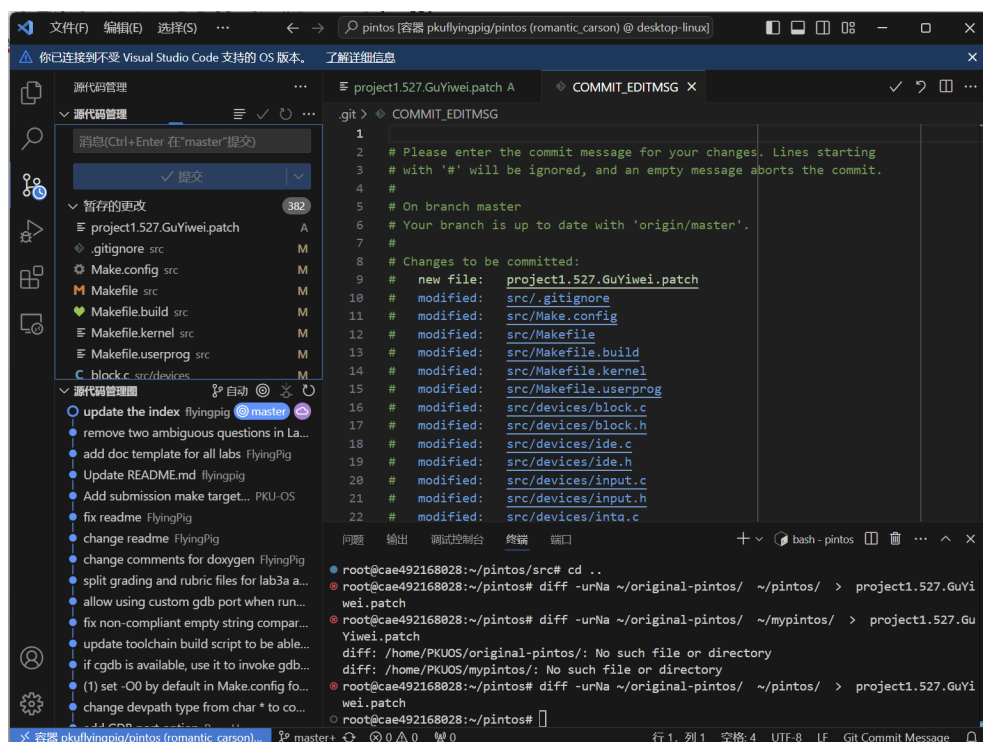 文件(F) 编辑(E) 选择(S) ··· ← → pintos [容器 pkuflyingpig/pintos (romantic_carson) @ desktop-linux]
你已连接到不受 Visual Studio Code 支持的 OS 版本。 了解详细信息
源代码管理 ···
源代码管理
消息(Ctrl+Enter 在"master"提交)
✓ 提交
暂存的更改 382
project1.527.GuYiwei.patch A
.gitignore src M
Make.config src M
Makefile src M
Makefile.build src M
Makefile.kernel src M
Makefile.userprog src M
block.c src/devices M
源代码管理图 自动
update the index flyingpig master
remove two ambiguous questions in La...
add doc template for all labs FlyingPig
Update README.md flyingpig
Add submission make target... PKU-OS
fix readme FlyingPig
change readme FlyingPig
change comments for doxygen FlyingPig
split grading and rubric files for lab3a a...
allow using custom gdb port when run...
fix non-compliant empty string compar...
update toolchain build script to be able...
if cgdb is available, use it to invoke gdb...
(1) set -O0 by default in Make.config fo...
change devpath type from char * to co...
project1.527.GuYiwei.patch A COMMIT_EDITMSG
.git > COMMIT_EDITMSG
1
2 # Please enter the commit message for your changes. Lines starting
3 # with '#' will be ignored, and an empty message aborts the commit.
4 #
5 # On branch master
6 # Your branch is up to date with 'origin/master'.
7 #
8 # Changes to be committed:
9 # new file: project1.527.GuYiwei.patch
10 # modified: src/.gitignore
11 # modified: src/Make.config
12 # modified: src/Makefile
13 # modified: src/Makefile.build
14 # modified: src/Makefile.kernel
15 # modified: src/Makefile.userprog
16 # modified: src/devices/block.c
17 # modified: src/devices/block.h
18 # modified: src/devices/ide.c
19 # modified: src/devices/ide.h
20 # modified: src/devices/input.c
21 # modified: src/devices/input.h
22 # modified: src/devices/intq.c
问题 输出 调试控制台 终端 端口 bash - pintos
root@cae492168028:~/pintos/src# cd ..
root@cae492168028:~/pintos# diff -urNa ~/original-pintos/ ~/pintos/ > project1.527.GuYi
wei.patch
root@cae492168028:~/pintos# diff -urNa ~/original-pintos/ ~/mypintos/ > project1.527.Gu
Yiwei.patch
diff: /home/PKUOS/original-pintos/: No such file or directory
diff: /home/PKUOS/mypintos/: No such file or directory
root@cae492168028:~/pintos# diff -urNa ~/original-pintos/ ~/pintos/ > project1.527.GuYi
wei.patch
root@cae492168028:~/pintos#
容器 pkuflyingpig/pintos (romantic_carson)... master+ 0 0 0 行 1,列 1 空格: 4 UTF-8 LF Git Commit Message